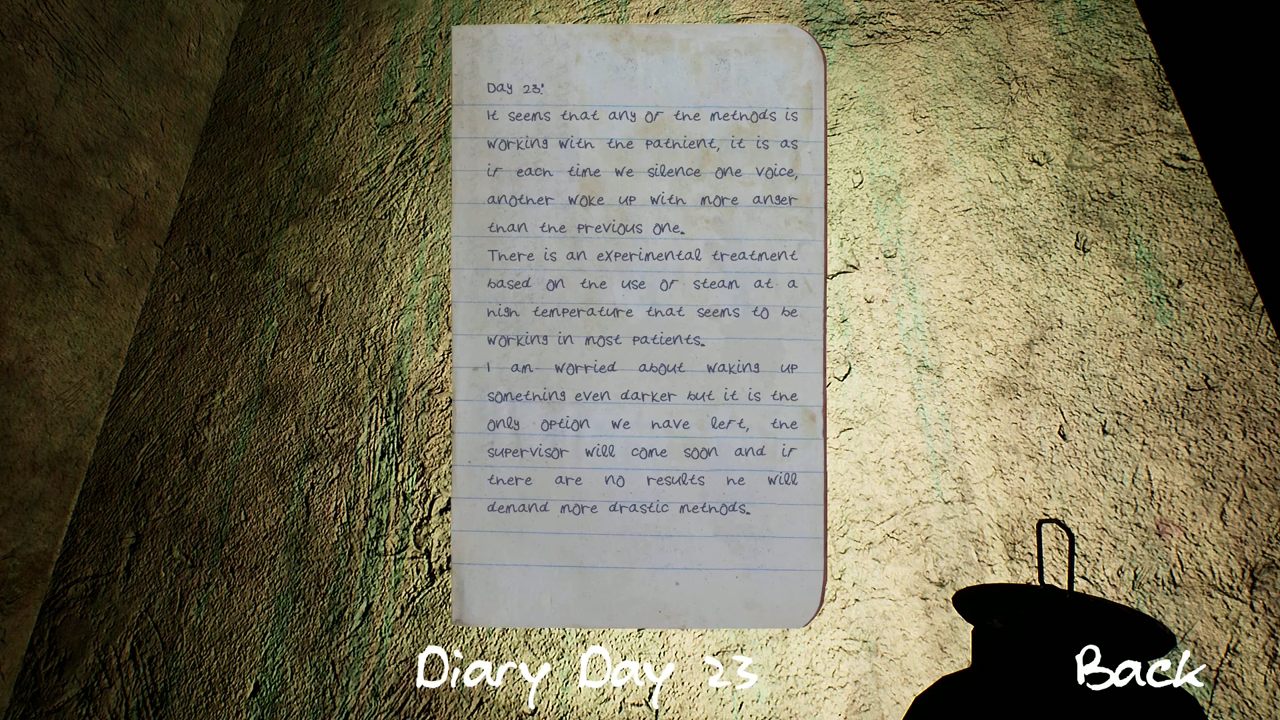 Day 23:
It seems that any of the methods is
working with the pathient, it is as
if each time we silence one voice,
another woke up with more anger
than the previous one.
There is an experimental treatment
based on the use of steam at a
high temperature that seems to be
working in most patients.
I am worried about waking up
something even darker but it is the
only option we have left, the
supervisor will come soon and if
there are no results he will
demand more drastic methods.
Diary Day 23
Back